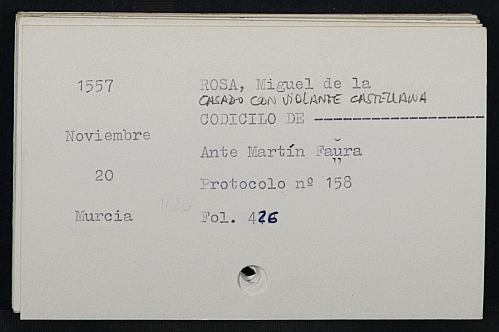 1557 ROSA, Miguel de la
CASADO CON VIOLANTE CASTELLANA
CODICILO DE --------------------
Noviembre
Ante Martín Faura
20 Protocolo nº 158
Murcia Fol. 426